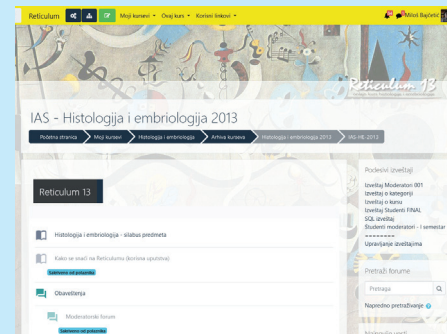 Reticulum
Moji kursevi
Ovaj kurs
Korisni linkovi
Miloš Bajčetić
Reticulum 13
IAS - Histologija i embriologija 2013
Početna stranica
Moji kursevi
Histologija i embriologija
Arhiva kurseva
Histologija i embriologija 2013
IAS-HE-2013
Reticulum 13
Histologija i embriologija - silabus predmeta
Kako se snaći na Reticulumu (korisna uputstva)
Sakriveno od polaznika
Obaveštenja
Moderatorski forum
Sakriveno od polaznika
Podesivi izveštaji
Izveštaj Moderatori 001
Izveštaj o kategoriji
Izveštaj o kursu
Izveštaj Studenti FINAL
SQL izveštaj
Studenti moderatori - I semestar
========
Upravljanje izveštajima
Pretraži forume
Pretraga
Napredno pretraživanje